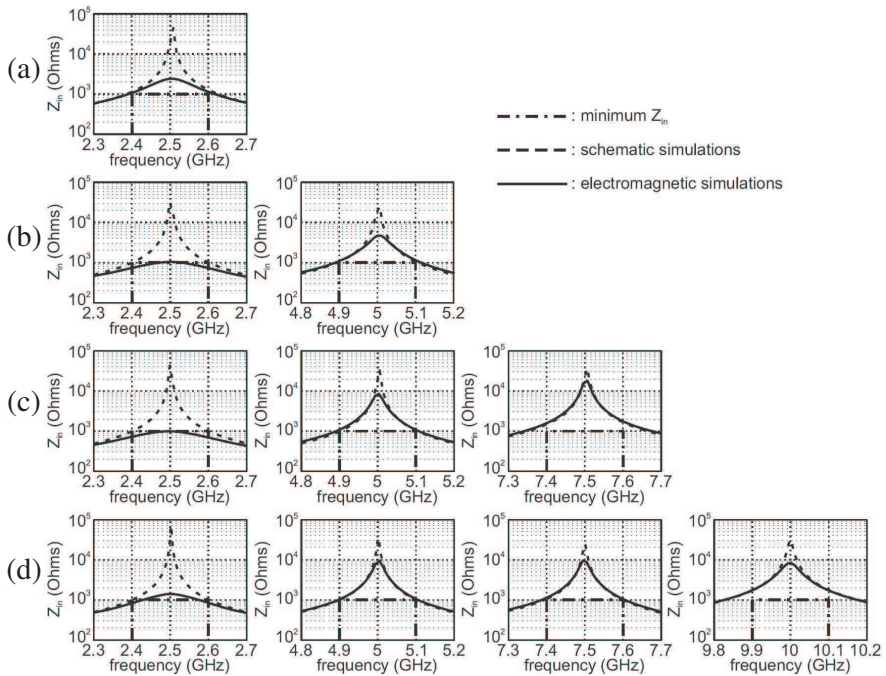 (a)
Z_in (Ohms)
10^5
10^4
10^3
10^2
2.3 2.4 2.5 2.6 2.7
frequency (GHz)
: minimum Z_in
: schematic simulations
: electromagnetic simulations
(b)
Z_in (Ohms)
10^5
10^4
10^3
10^2
2.3 2.4 2.5 2.6 2.7
frequency (GHz)
Z_in (Ohms)
10^5
10^4
10^3
10^2
4.8 4.9 5 5.1 5.2
frequency (GHz)
(c)
Z_in (Ohms)
10^5
10^4
10^3
10^2
2.3 2.4 2.5 2.6 2.7
frequency (GHz)
Z_in (Ohms)
10^5
10^4
10^3
10^2
4.8 4.9 5 5.1 5.2
frequency (GHz)
Z_in (Ohms)
10^5
10^4
10^3
10^2
7.3 7.4 7.5 7.6 7.7
frequency (GHz)
(d)
Z_in (Ohms)
10^5
10^4
10^3
10^2
2.3 2.4 2.5 2.6 2.7
frequency (GHz)
Z_in (Ohms)
10^5
10^4
10^3
10^2
4.8 4.9 5 5.1 5.2
frequency (GHz)
Z_in (Ohms)
10^5
10^4
10^3
10^2
7.3 7.4 7.5 7.6 7.7
frequency (GHz)
Z_in (Ohms)
10^5
10^4
10^3
10^2
9.8 9.9 10 10.1 10.2
frequency (GHz)